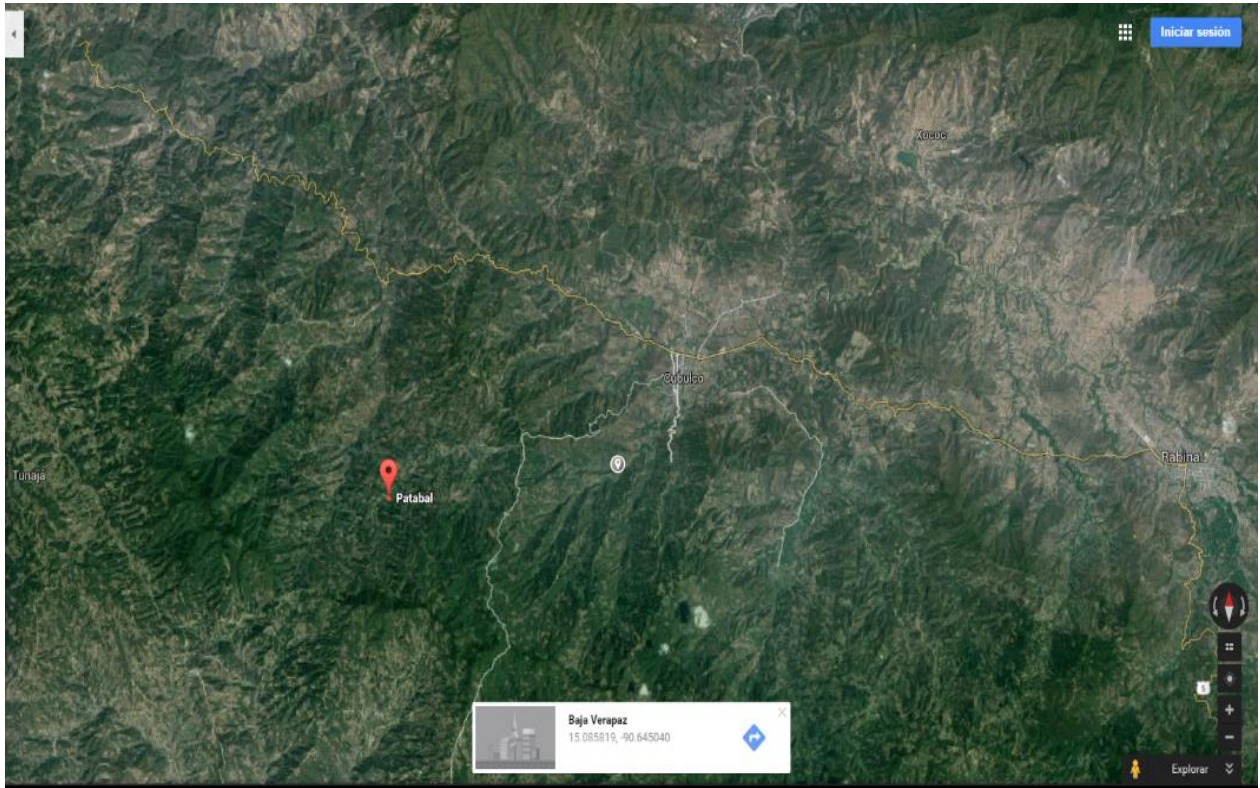 Iniciar sesión
Xococ
Cubulco
Rabinal
Tunajá
Patabal
5
Baja Verapaz
15.085819, -90.645040
Explorar